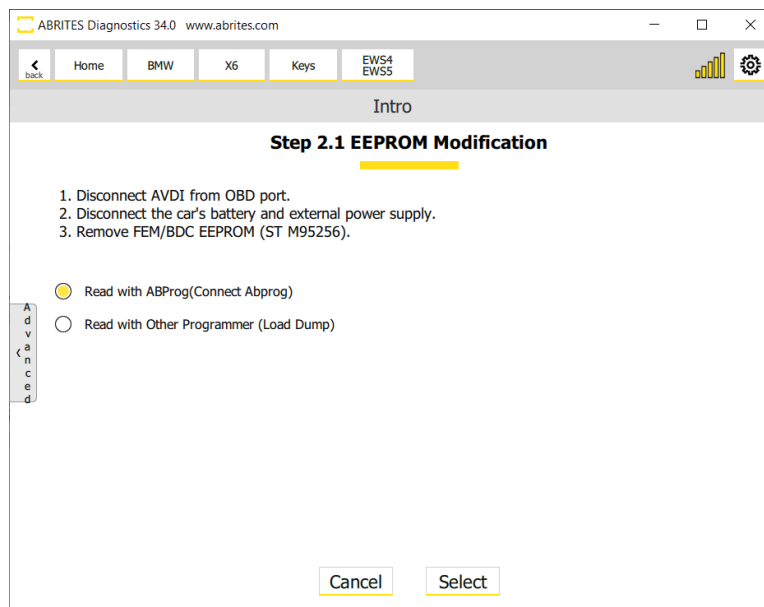 ABRITES Diagnostics 34.0 www.abrites.com
back
Home
BMW
X6
Keys
EWS4
EWS5
Intro
Step 2.1 EEPROM Modification
1. Disconnect AVDI from OBD port.
2. Disconnect the car's battery and external power supply.
3. Remove FEM/BDC EEPROM (ST M95256).
Read with ABProg(Connect Abprog)
Read with Other Programmer (Load Dump)
Advanced
Cancel
Select